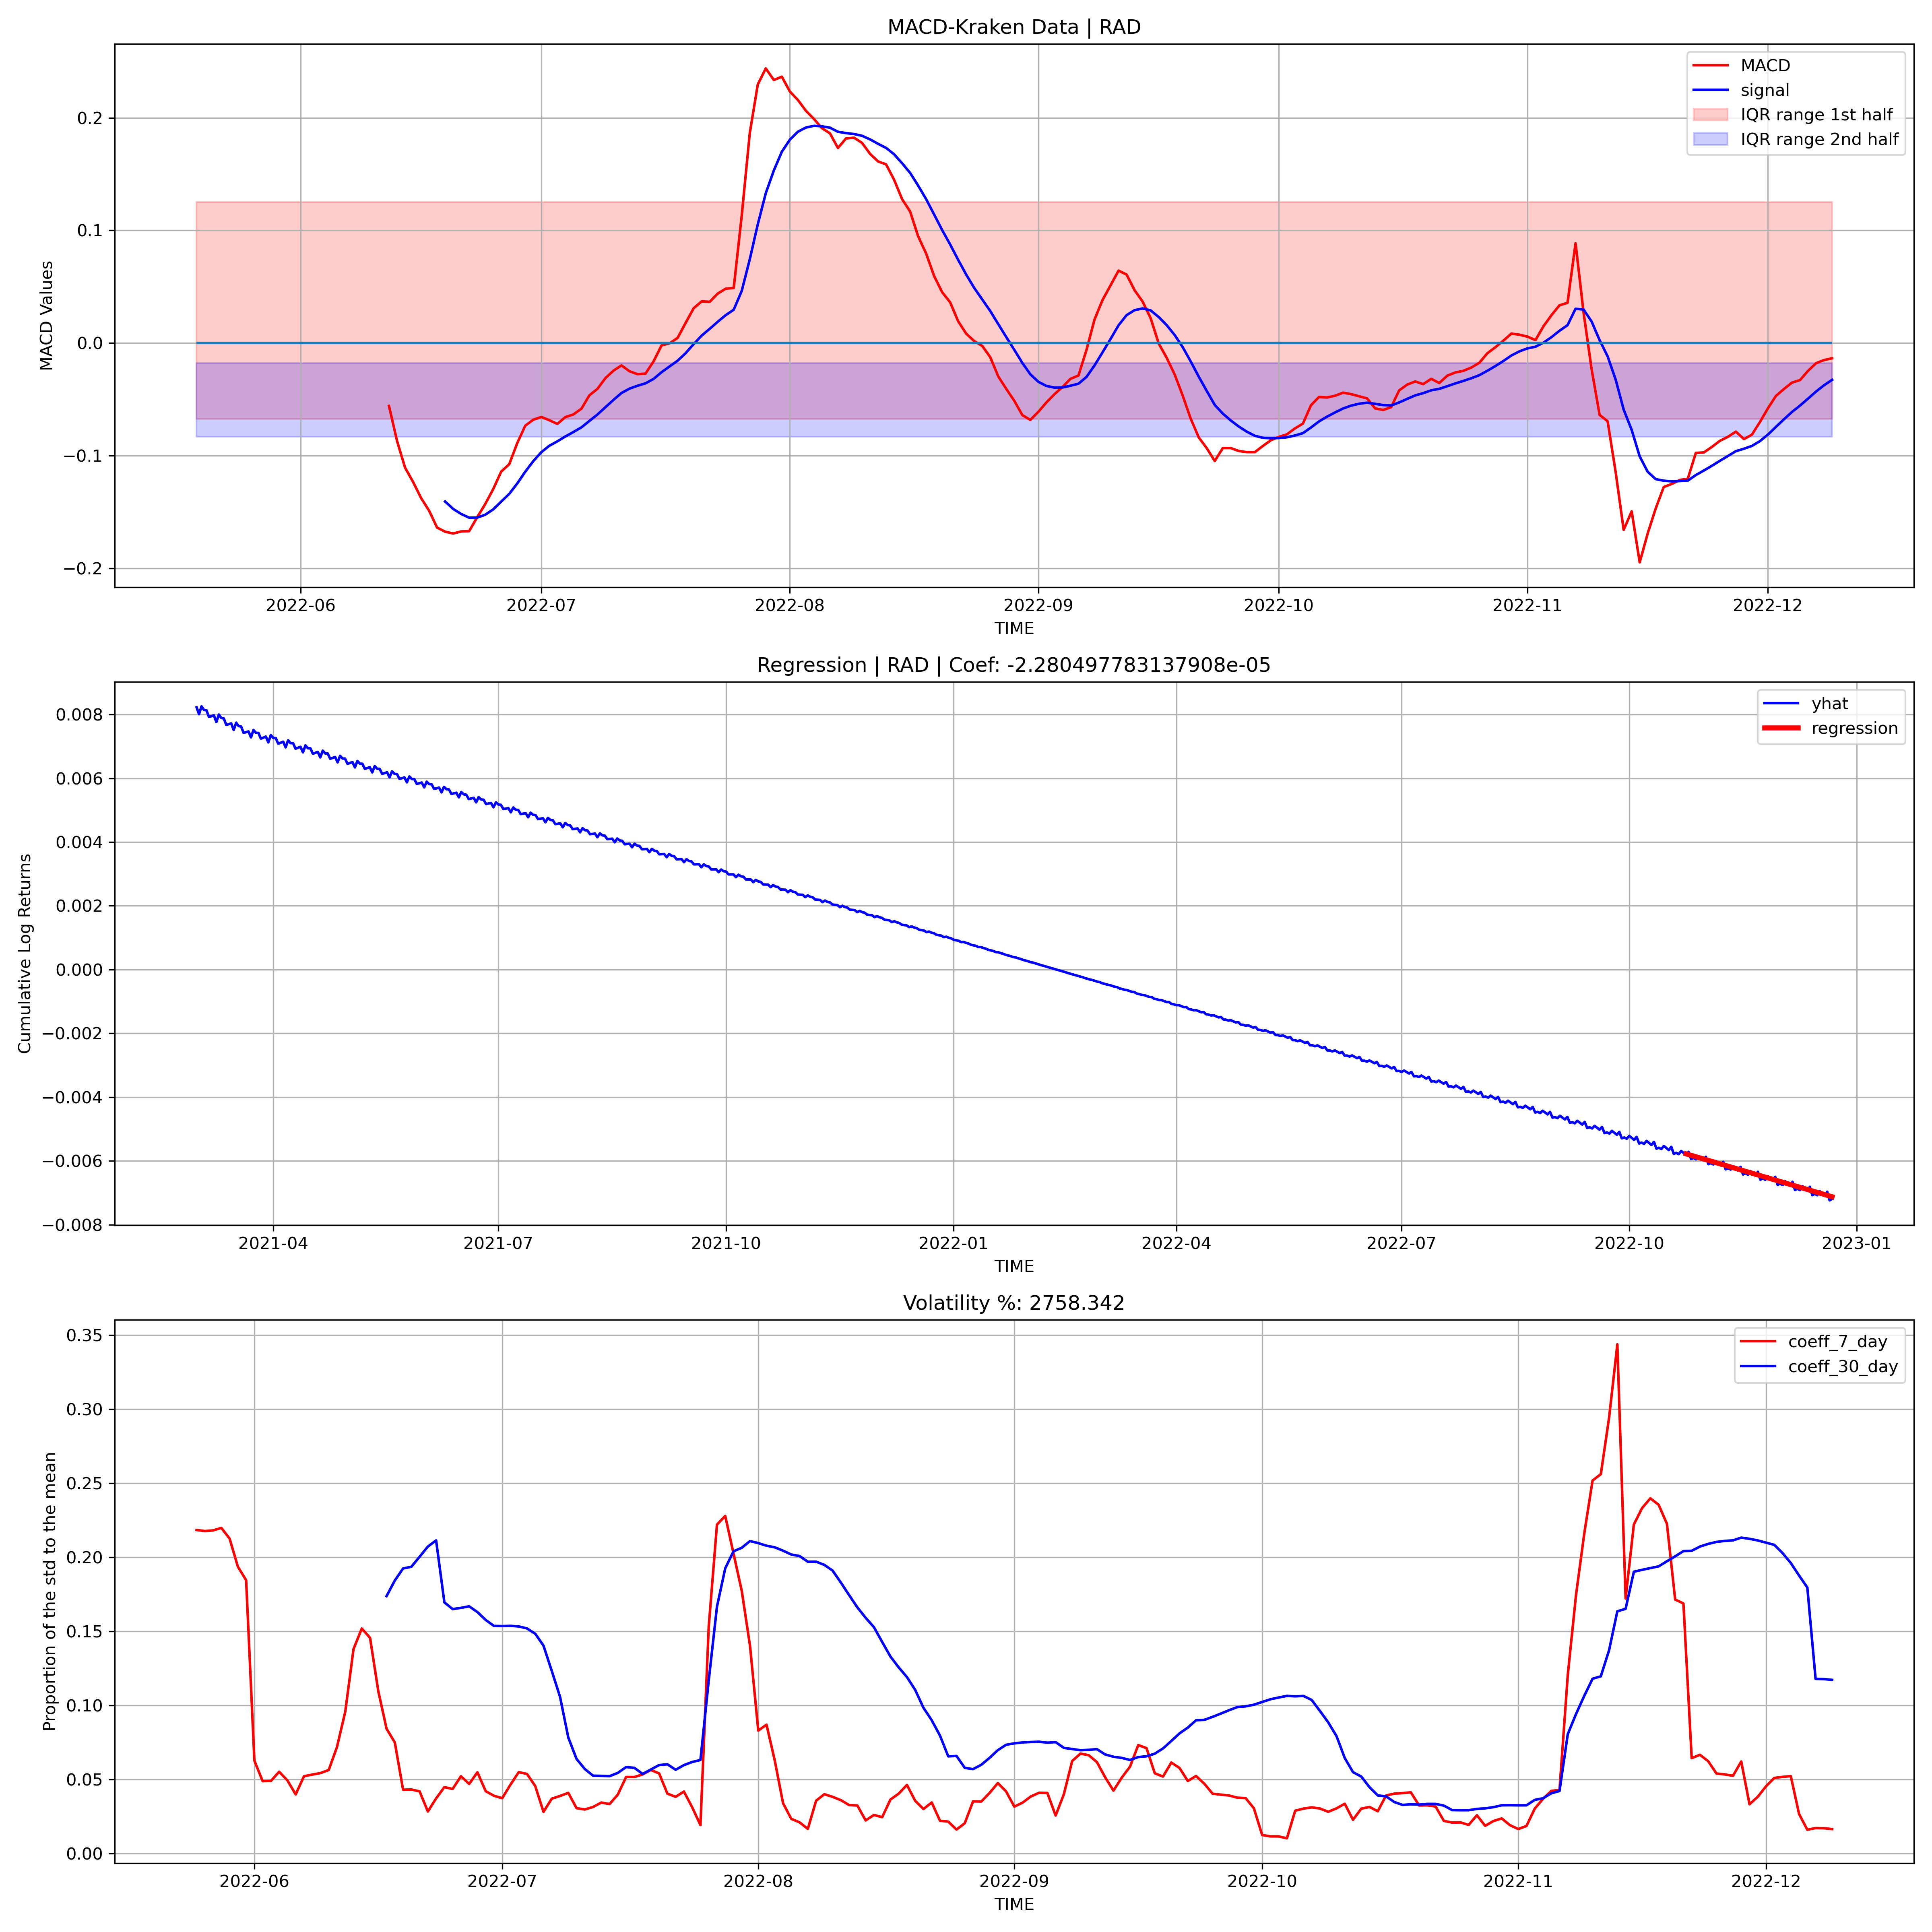 MACD-Kraken Data | RAD
MACD Values
0.2
0.1
0.0
−0.1
−0.2
MACD
signal
IQR range 1st half
IQR range 2nd half
2022-06 2022-07 2022-08 2022-09 2022-10 2022-11 2022-12
TIME
Regression | RAD | Coef: -2.280497783137908e-05
Cumulative Log Returns
0.008
0.006
0.004
0.002
0.000
−0.002
−0.004
−0.006
−0.008
yhat
regression
2021-04 2021-07 2021-10 2022-01 2022-04 2022-07 2022-10 2023-01
TIME
Volatility %: 2758.342
Proportion of the std to the mean
0.35
0.30
0.25
0.20
0.15
0.10
0.05
0.00
coeff_7_day
coeff_30_day
2022-06 2022-07 2022-08 2022-09 2022-10 2022-11 2022-12
TIME